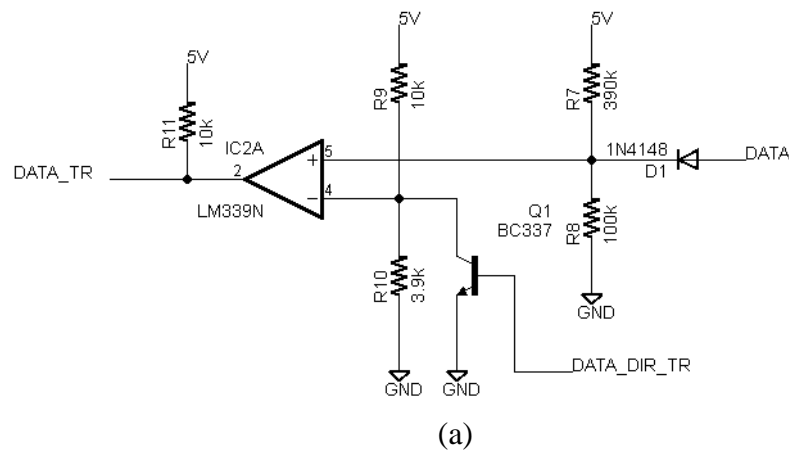 5V
5V
5V
R11
10k
R9
10k
R7
390k
IC2A
2
5
4
+
−
1N4148
D1
DATA
DATA_TR
LM339N
Q1
BC337
R8
100k
R10
3.9k
GND
DATA_DIR_TR
GND
GND
(a)